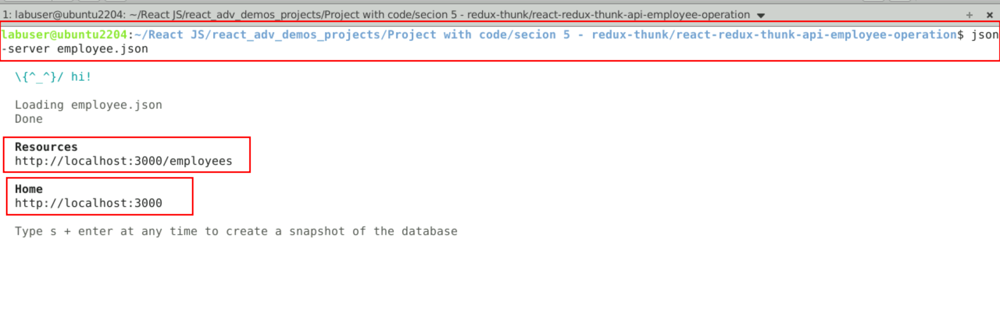 1: labuser@ubuntu2204: ~/React JS/react_adv_demos_projects/Project with code/secion 5 - redux-thunk/react-redux-thunk-api-employee-operation
labuser@ubuntu2204:~/React JS/react_adv_demos_projects/Project with code/secion 5 - redux-thunk/react-redux-thunk-api-employee-operation$ json
-server employee.json
\{^_^}/ hi!
Loading employee.json
Done
Resources
http://localhost:3000/employees
Home
http://localhost:3000
Type s + enter at any time to create a snapshot of the database